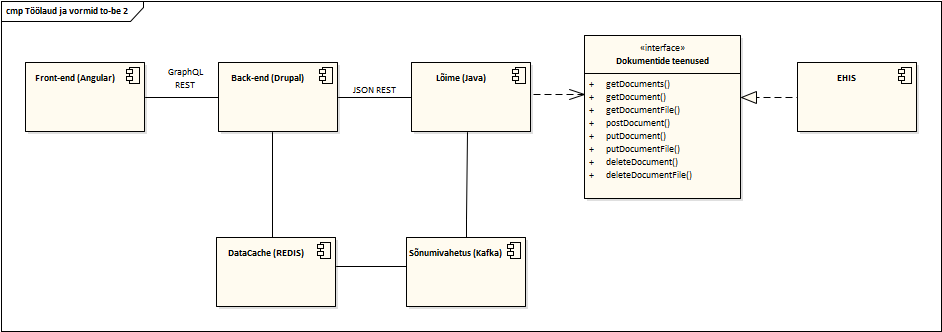 cmp Töölaud ja vormid to-be 2
Front-end (Angular)
GraphQL
REST
Back-end (Drupal)
JSON REST
Lõime (Java)
«interface»
Dokumentide teenused
+ getDocuments()
+ getDocument()
+ getDocumentFile()
+ postDocument()
+ putDocument()
+ putDocumentFile()
+ deleteDocument()
+ deleteDocumentFile()
EHIS
DataCache (REDIS)
Sõnumivahetus (Kafka)